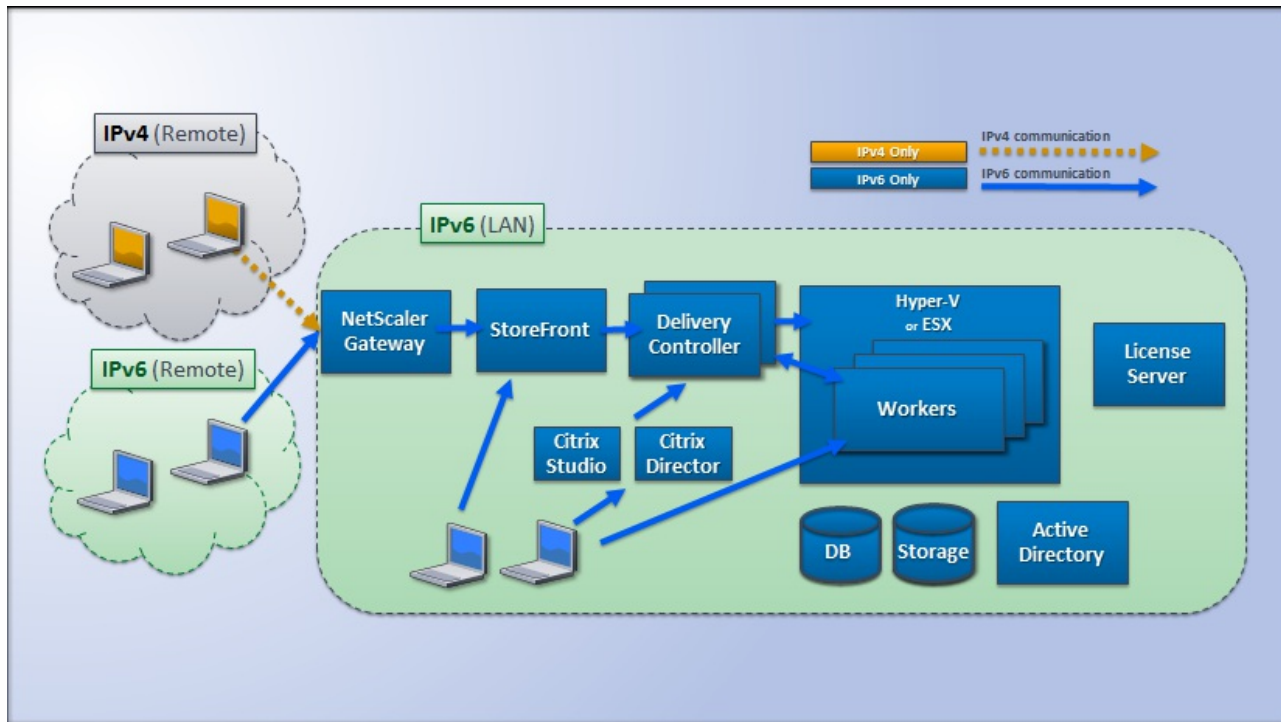 IPv4 (Remote)
IPv4 communication
IPv4 Only
IPv6 communication
IPv6 Only
IPv6 (LAN)
NetScaler
Gateway
StoreFront
Delivery
Controller
Hyper-V
or ESX
Workers
License
Server
IPv6 (Remote)
Citrix
Studio
Citrix
Director
DB
Storage
Active
Directory